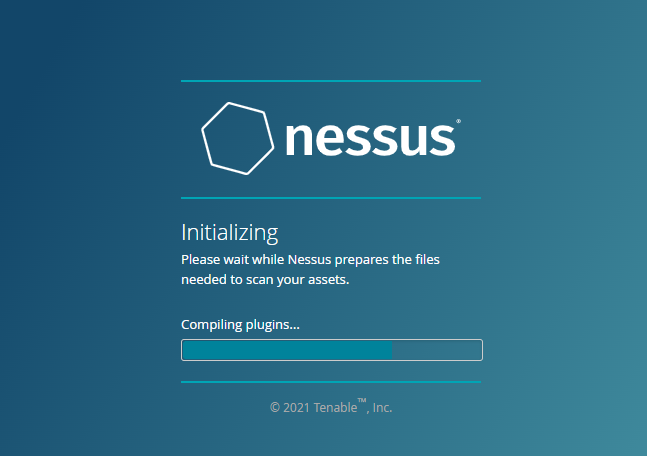 nessus®
Initializing
Please wait while Nessus prepares the files
needed to scan your assets.
Compiling plugins...
© 2021 Tenable™, Inc.